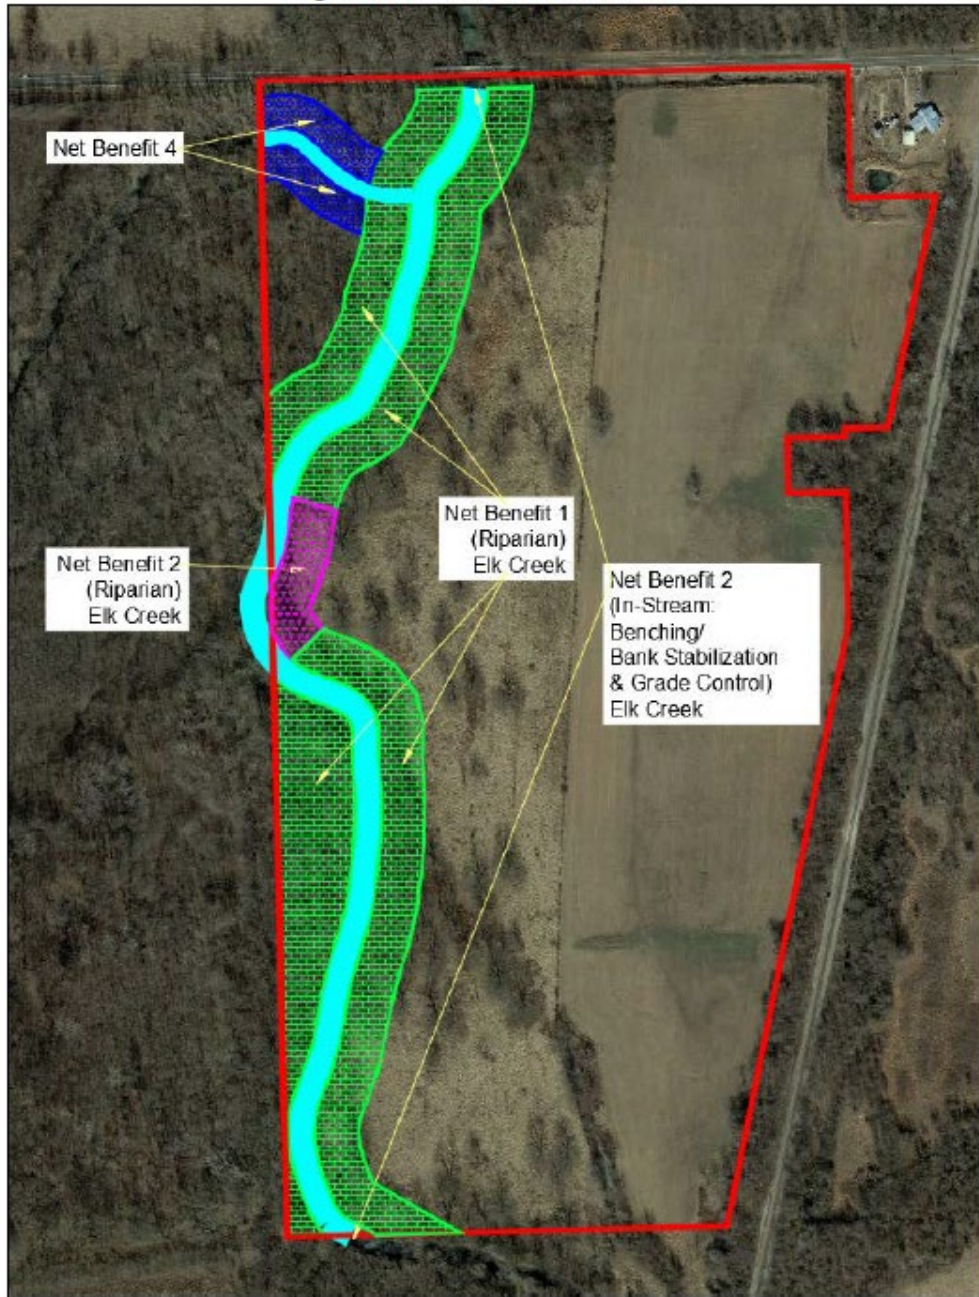 Net Benefit 4
Net Benefit 1
(Riparian)
Elk Creek
Net Benefit 2
(Riparian)
Elk Creek
Net Benefit 2
(In-Stream:
Benching/
Bank Stabilization
& Grade Control)
Elk Creek